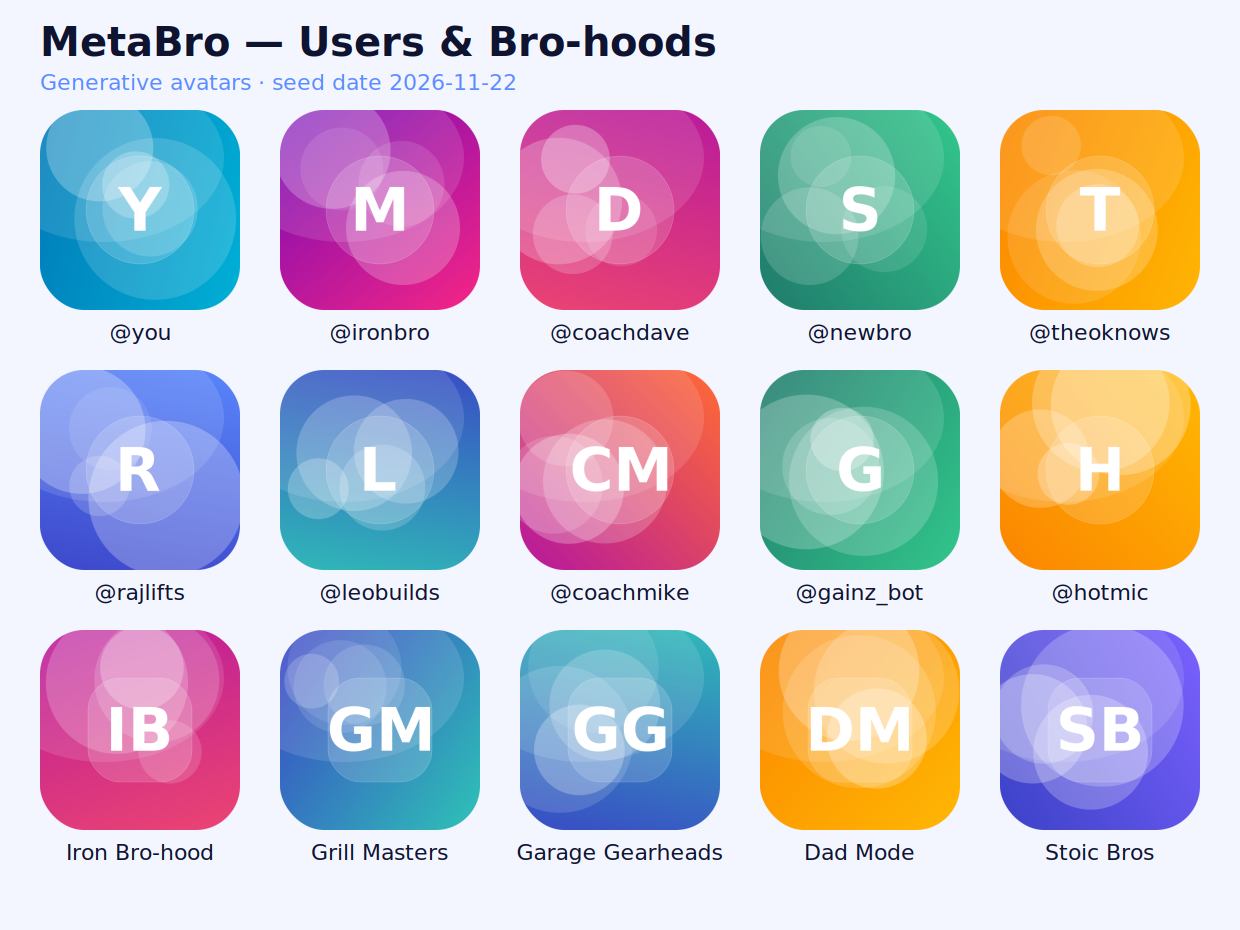 MetaBro — Users & Bro-hoods
Generative avatars · seed date 2026-11-22
Y M D S T
@you @ironbro @coachdave @newbro @theoknows
R L CM G H
@rajlifts @leobuilds @coachmike @gainz_bot @hotmic
IB GM GG DM SB
Iron Bro-hood Grill Masters Garage Gearheads Dad Mode Stoic Bros